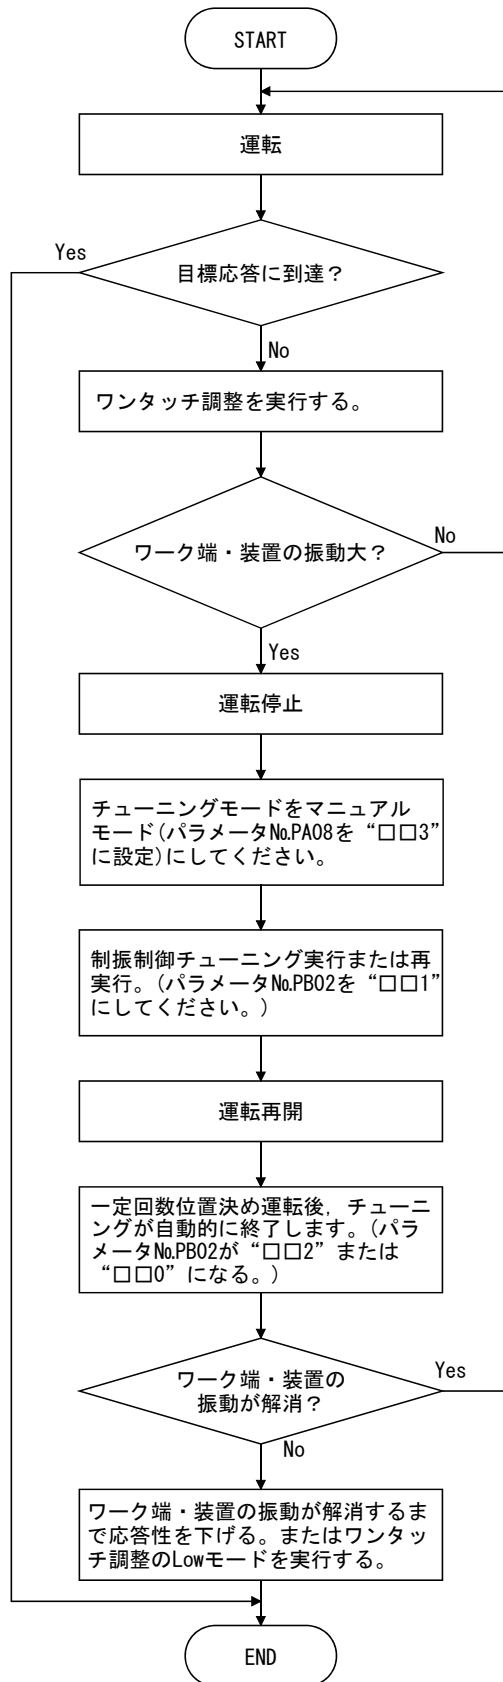 START
運転
Yes
目標応答に到達？
No
ワンタッチ調整を実行する。
ワーク端・装置の振動大？
No
Yes
運転停止
チューニングモードをマニュアル
モード(パラメータNo.PA08を“□□3”
に設定)にしてください。
制振制御チューニング実行または再
実行。(パラメータNo.PB02を“□□1”
にしてください。)
運転再開
一定回数位置決め運転後，チューニ
ングが自動的に終了します。(パラ
メータNo.PB02が“□□2”または
“□□0”になる。)
ワーク端・装置の
振動が解消？
Yes
No
ワーク端・装置の振動が解消するま
で応答性を下げる。またはワンタッ
チ調整のLowモードを実行する。
END